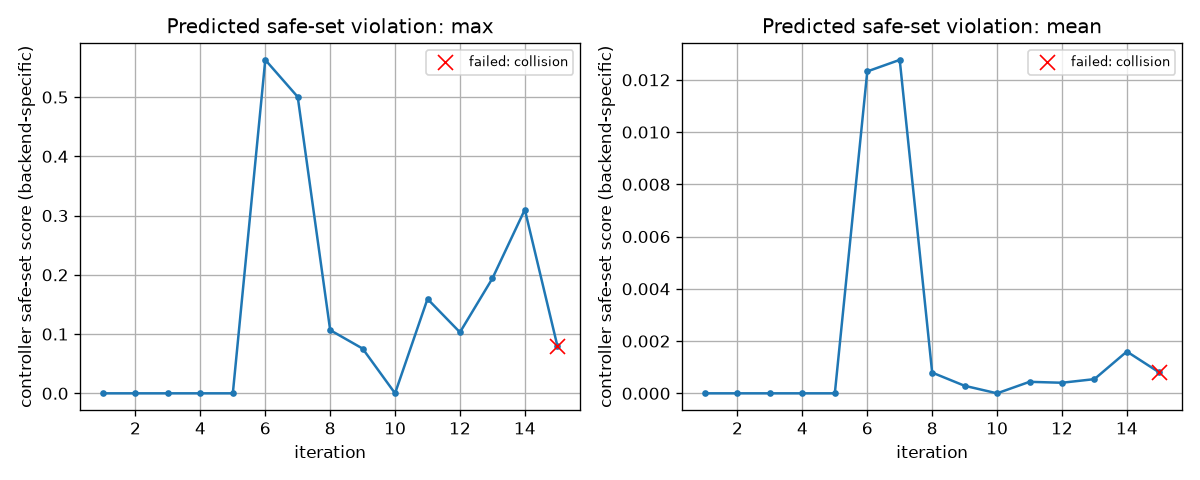 Predicted safe-set violation: max
controller safe-set score (backend-specific)
failed: collision
0.5
0.4
0.3
0.2
0.1
0.0
2 4 6 8 10 12 14
iteration
Predicted safe-set violation: mean
controller safe-set score (backend-specific)
failed: collision
0.012
0.010
0.008
0.006
0.004
0.002
0.000
2 4 6 8 10 12 14
iteration